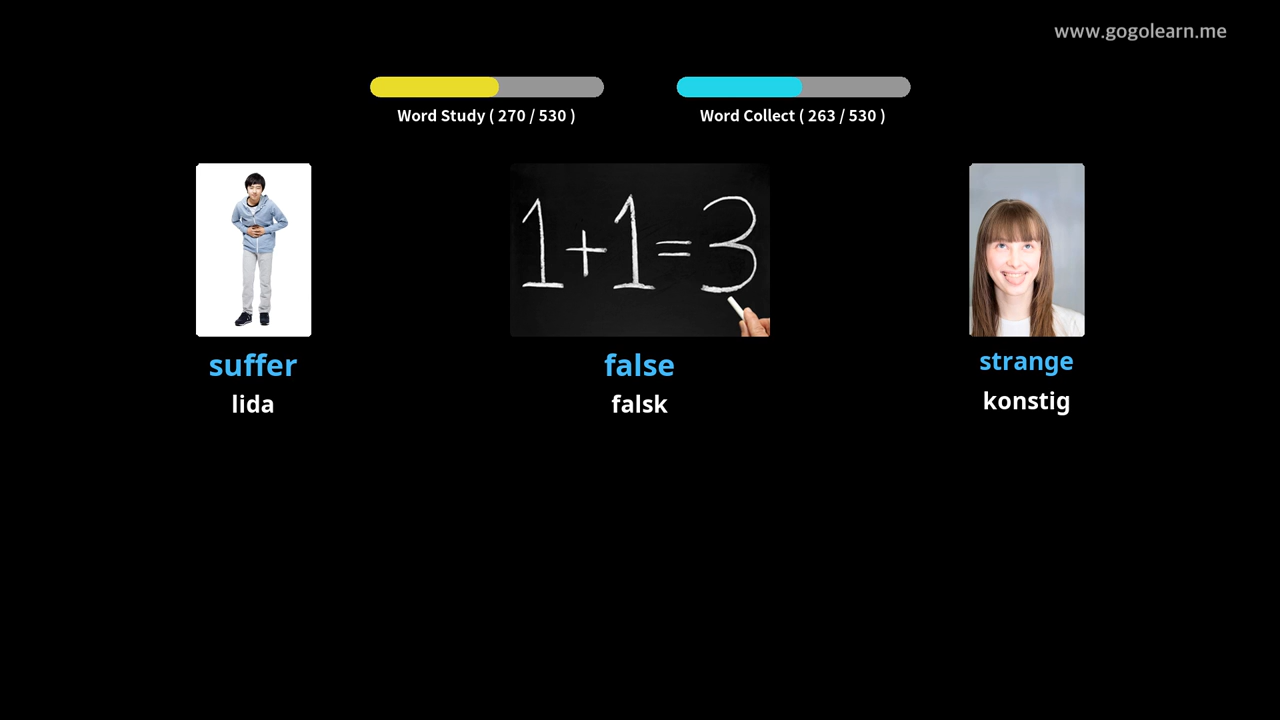 www.gogolearn.me
Word Study ( 270 / 530 )
Word Collect ( 263 / 530 )
1+1=3
suffer
lida
false
falsk
strange
konstig